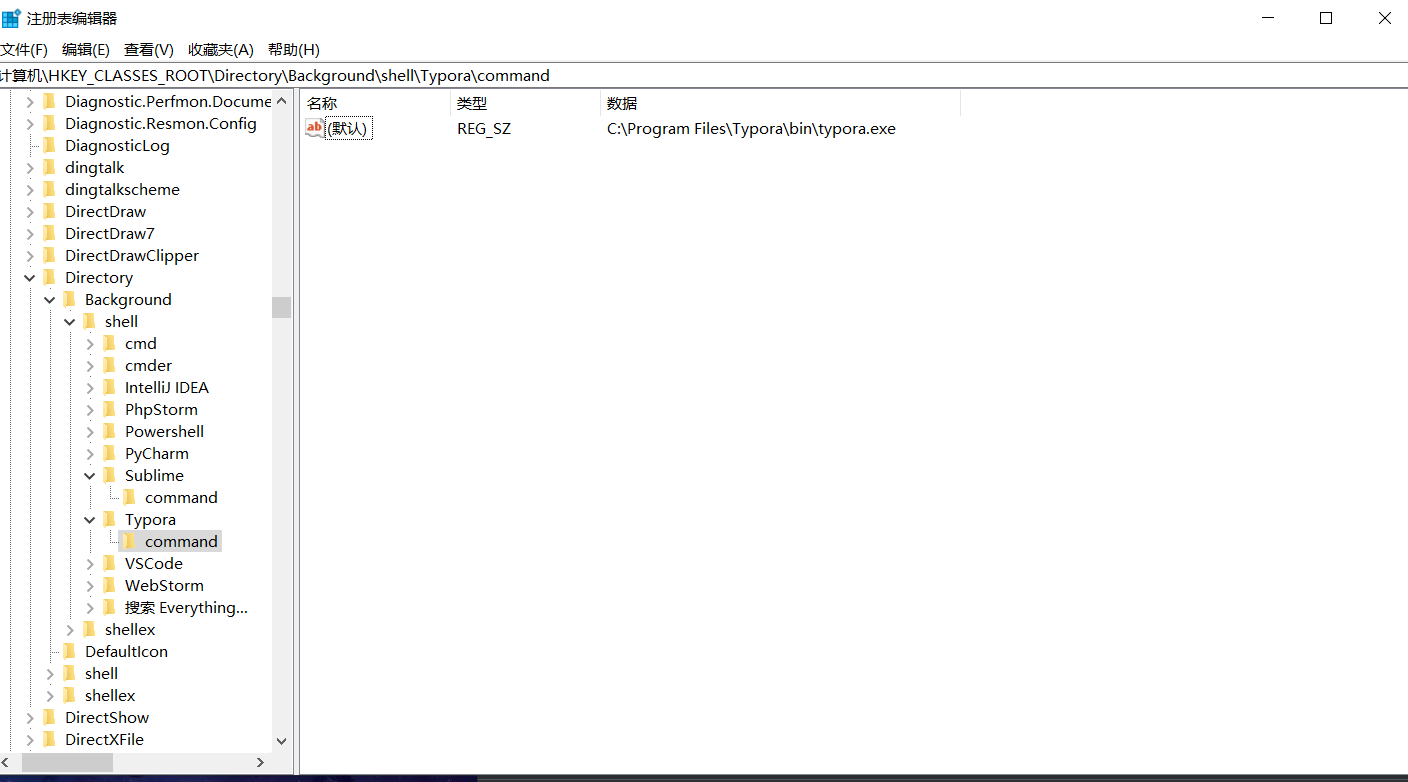 注册表编辑器
文件(F) 编辑(E) 查看(V) 收藏夹(A) 帮助(H)
计算机\HKEY_CLASSES_ROOT\Directory\Background\shell\Typora\command
名称 类型 数据
ab (默认) REG_SZ C:\Program Files\Typora\bin\typora.exe
Diagnostic.Perfmon.Docume
Diagnostic.Resmon.Config
DiagnosticLog
dingtalk
dingtalkscheme
DirectDraw
DirectDraw7
DirectDrawClipper
Directory
Background
shell
cmd
cmder
IntelliJ IDEA
PhpStorm
Powershell
PyCharm
Sublime
command
Typora
command
VSCode
WebStorm
搜索 Everything...
shellex
DefaultIcon
shell
shellex
DirectShow
DirectXFile